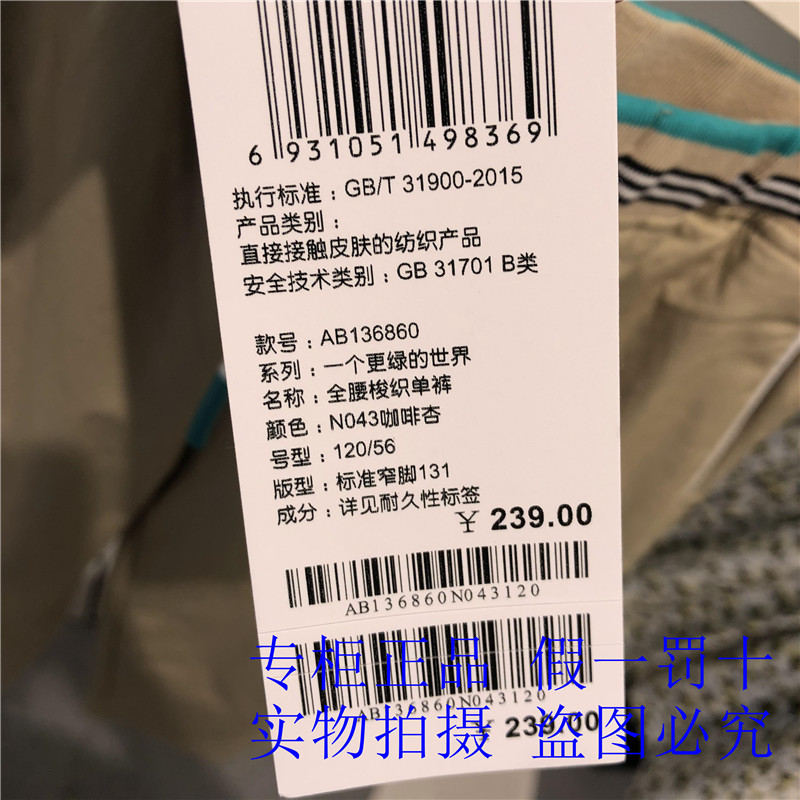 6 931051 498369
执行标准：GB/T 31900-2015
产品类别：
直接接触皮肤的纺织产品
安全技术类别：GB 31701 B类
款号：AB136860
系列：一个更绿的世界
名称：全腰梭织单裤
颜色：N043咖啡杏
号型：120/56
版型：标准窄脚131
成分：详见耐久性标签
￥ 239.00
AB136860N043120
专柜正品 假一罚十
AB136860N043120
￥ 239.00
实物拍摄 盗图必究